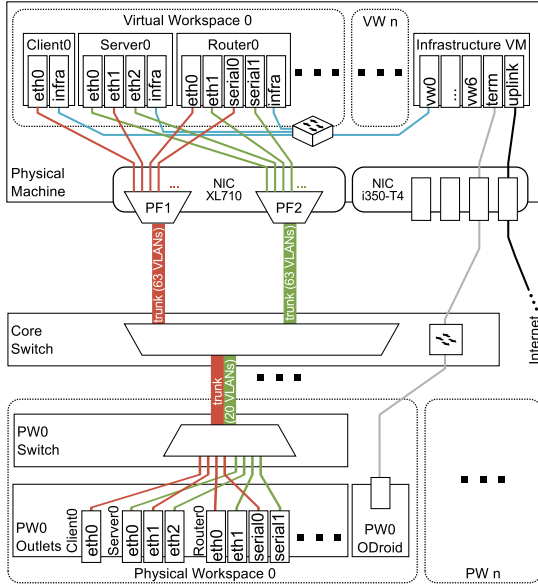 Virtual Workspace 0
VW n
Client0
Server0
Router0
Infrastructure VM
eth0
infra
eth0
eth1
eth2
infra
eth0
eth1
serial0
serial1
infra
vw0
...
vw6
term
uplink
Physical
Machine
NIC
XL710
NIC
i350-T4
...
...
PF1
PF2
trunk (63 VLANs)
trunk (63 VLANs)
Internet
Core
Switch
trunk
(20 VLANs)
PW0
Switch
PW0
Outlets
Client0
eth0
Server0
eth0
eth1
eth2
Router0
eth0
eth1
serial0
serial1
PW0
ODroid
Physical Workspace 0
PW n